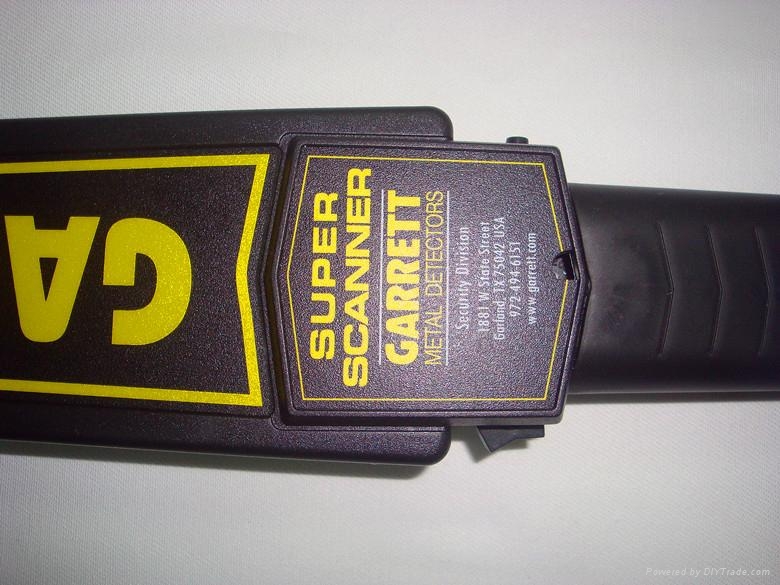 GA
SUPER
SCANNER
GARRETT
METAL DETECTORS
Security Division
1881 W. State Street
Garland, TX 75042 USA
972.494.6151
www.garrett.com
Powered by DIYTrade.com